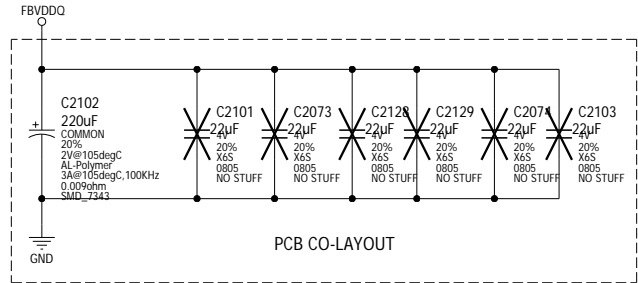 FBVDDQ
C2102
220uF
COMMON
20%
2V@105degC
AL-Polymer
3A@105degC,100KHz
0.009ohm
SMD_7343
+
C2101
22uF
4V
20%
X6S
0805
NO STUFF
C2073
22uF
4V
20%
X6S
0805
NO STUFF
C2128
22uF
4V
20%
X6S
0805
NO STUFF
C2129
22uF
4V
20%
X6S
0805
NO STUFF
C2074
22uF
4V
20%
X6S
0805
NO STUFF
C2103
22uF
4V
20%
X6S
0805
NO STUFF
GND
PCB CO-LAYOUT